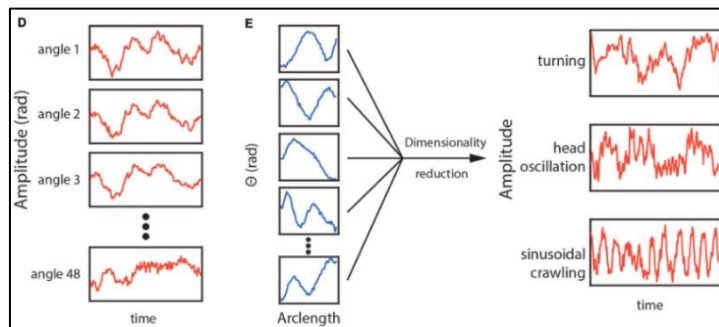 D
angle 1
angle 2
angle 3
angle 48
Amplitude (rad)
time
E
Θ (rad)
Arclength
Dimensionality
reduction
Amplitude
turning
head
oscillation
sinusoidal
crawling
time